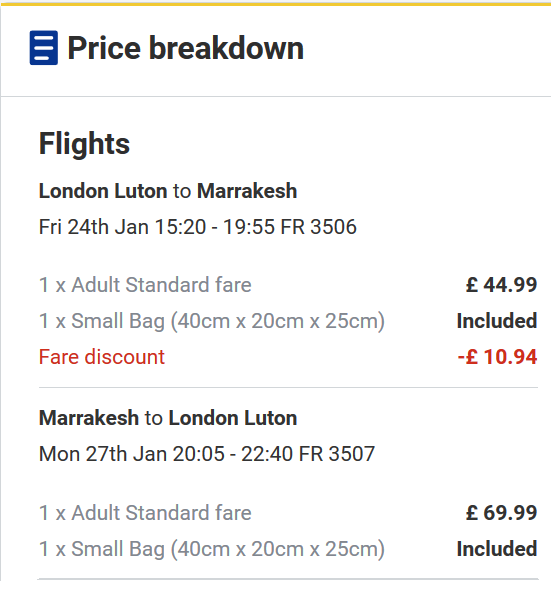 Price breakdown
Flights
London Luton to Marrakesh
Fri 24th Jan 15:20 - 19:55 FR 3506
1 x Adult Standard fare £ 44.99
1 x Small Bag (40cm x 20cm x 25cm) Included
Fare discount -£ 10.94
Marrakesh to London Luton
Mon 27th Jan 20:05 - 22:40 FR 3507
1 x Adult Standard fare £ 69.99
1 x Small Bag (40cm x 20cm x 25cm) Included